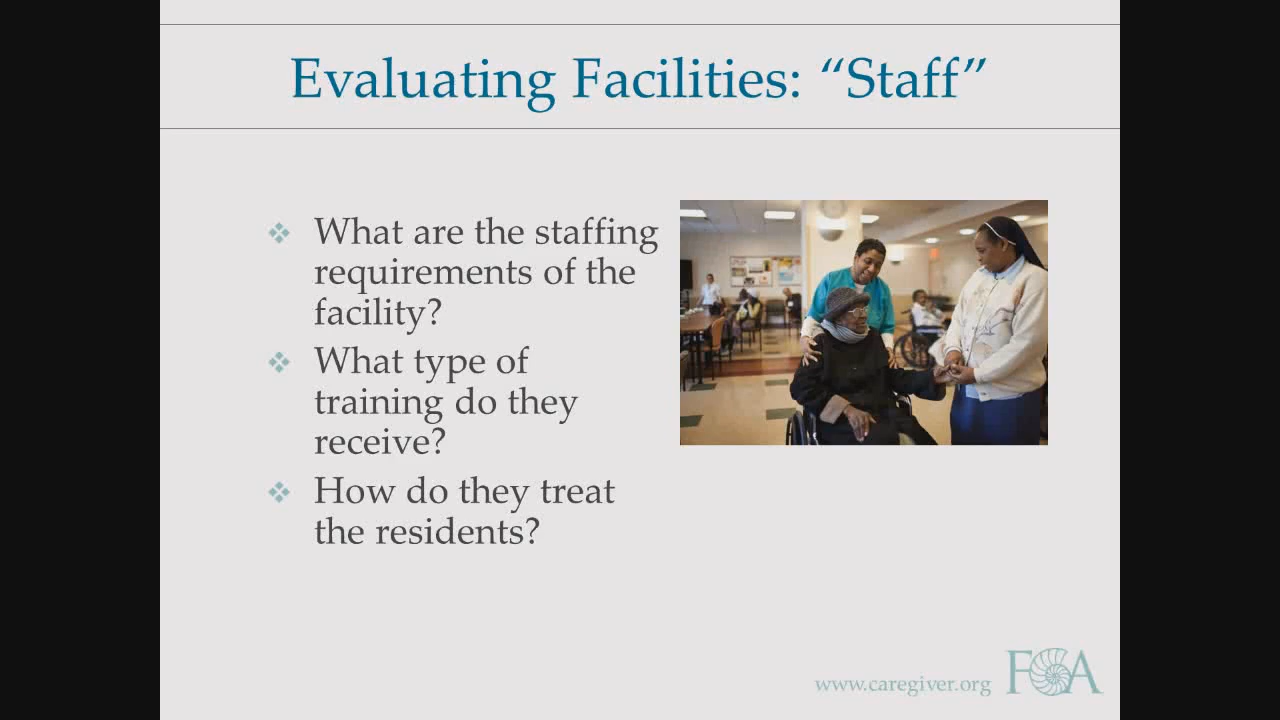 Evaluating Facilities: “Staff”
❖ What are the staffing
requirements of the
facility?
❖ What type of
training do they
receive?
❖ How do they treat
the residents?
www.caregiver.org FCA